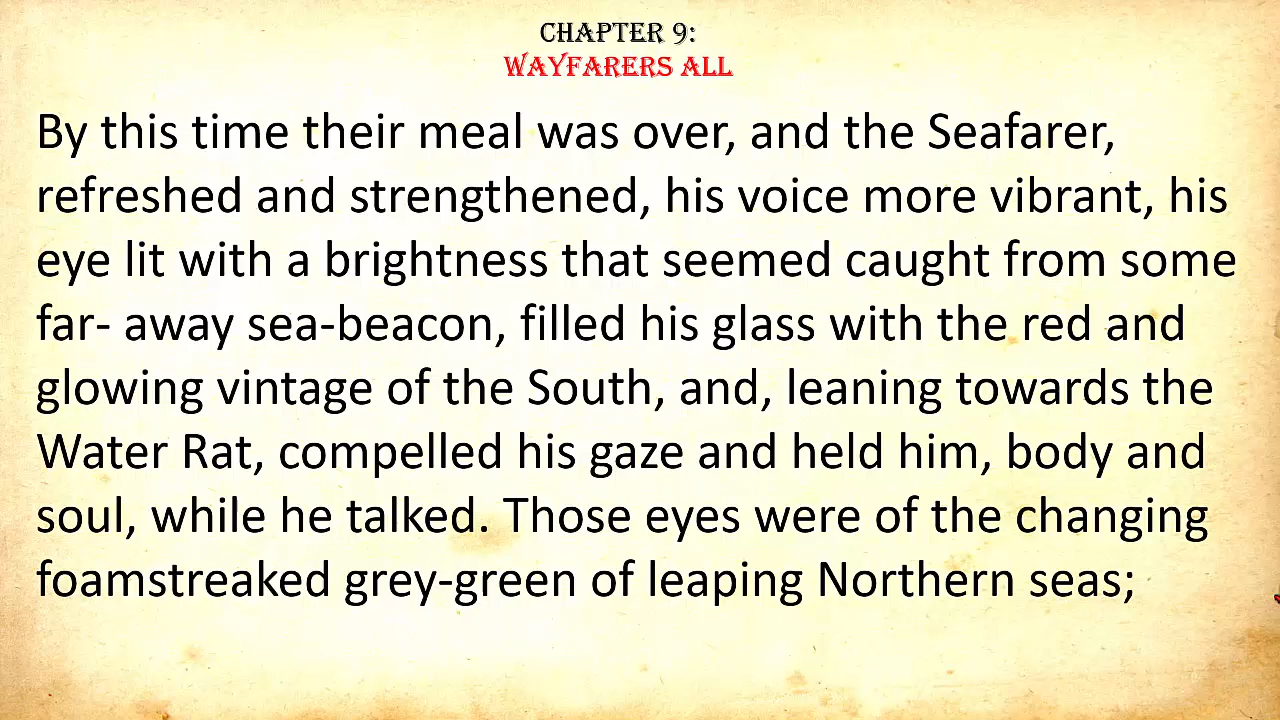 CHAPTER 9:
WAYFARERS ALL
By this time their meal was over, and the Seafarer,
refreshed and strengthened, his voice more vibrant, his
eye lit with a brightness that seemed caught from some
far- away sea-beacon, filled his glass with the red and
glowing vintage of the South, and, leaning towards the
Water Rat, compelled his gaze and held him, body and
soul, while he talked. Those eyes were of the changing
foamstreaked grey-green of leaping Northern seas;